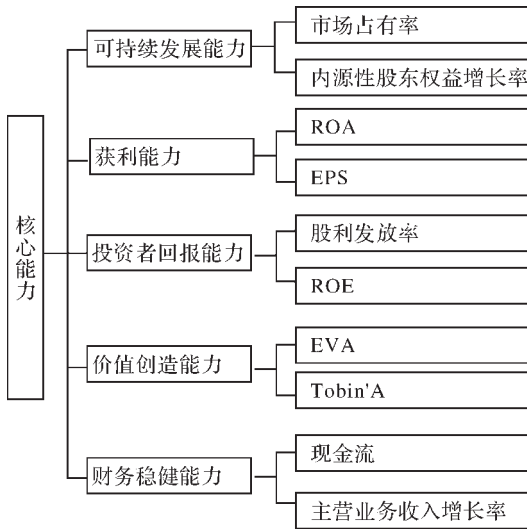 核心能力
可持续发展能力
市场占有率
内源性股东权益增长率
获利能力
ROA
EPS
投资者回报能力
股利发放率
ROE
价值创造能力
EVA
Tobin'A
财务稳健能力
现金流
主营业务收入增长率